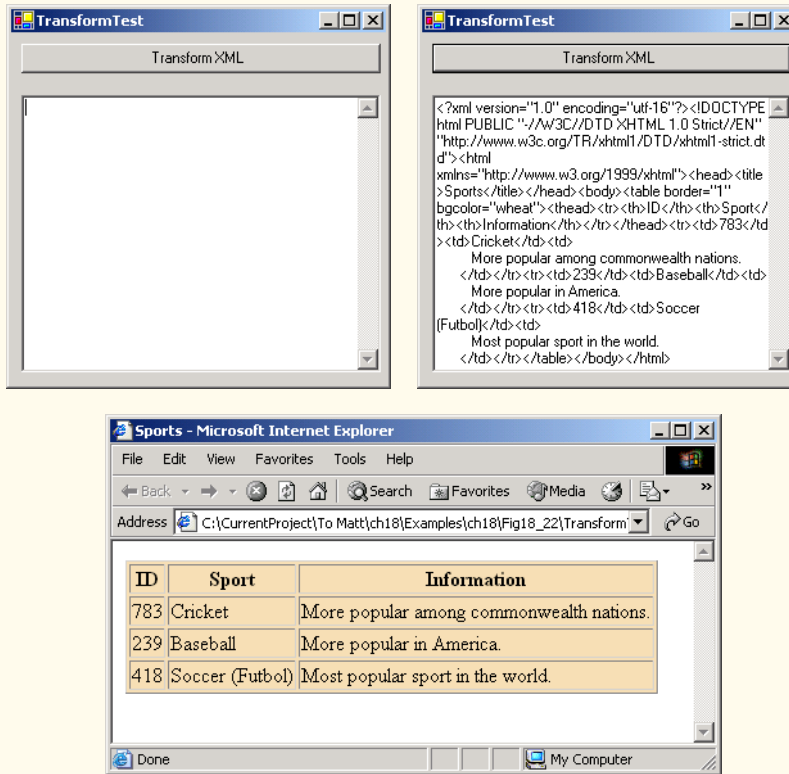 TransformTest
Transform XML
TransformTest
Transform XML
<?xml version="1.0" encoding="utf-16"?><!DOCTYPE
html PUBLIC "-//W3C//DTD XHTML 1.0 Strict//EN"
"http://www.w3c.org/TR/xhtml1/DTD/xhtml1-strict.dt
d"><html
xmlns="http://www.w3.org/1999/xhtml"><head><title
>Sports</title></head><body><table border="1"
bgcolor="wheat"><thead><tr><th>ID</th><th>Sport</
th><th>Information</th></tr></thead><tr><td>783</td
><td>Cricket</td><td>
More popular among commonwealth nations.
</td></tr><tr><td>239</td><td>Baseball</td><td>
More popular in America.
</td></tr><tr><td>418</td><td>Soccer
(Futbol)</td><td>
Most popular sport in the world.
</td></tr></table></body></html>
Sports - Microsoft Internet Explorer
File Edit View Favorites Tools Help
Back Search Favorites Media »
Address C:\CurrentProject\To Matt\ch18\Examples\ch18\Fig18_22\Transform Go
ID Sport Information
783 Cricket More popular among commonwealth nations.
239 Baseball More popular in America.
418 Soccer (Futbol) Most popular sport in the world.
Done My Computer